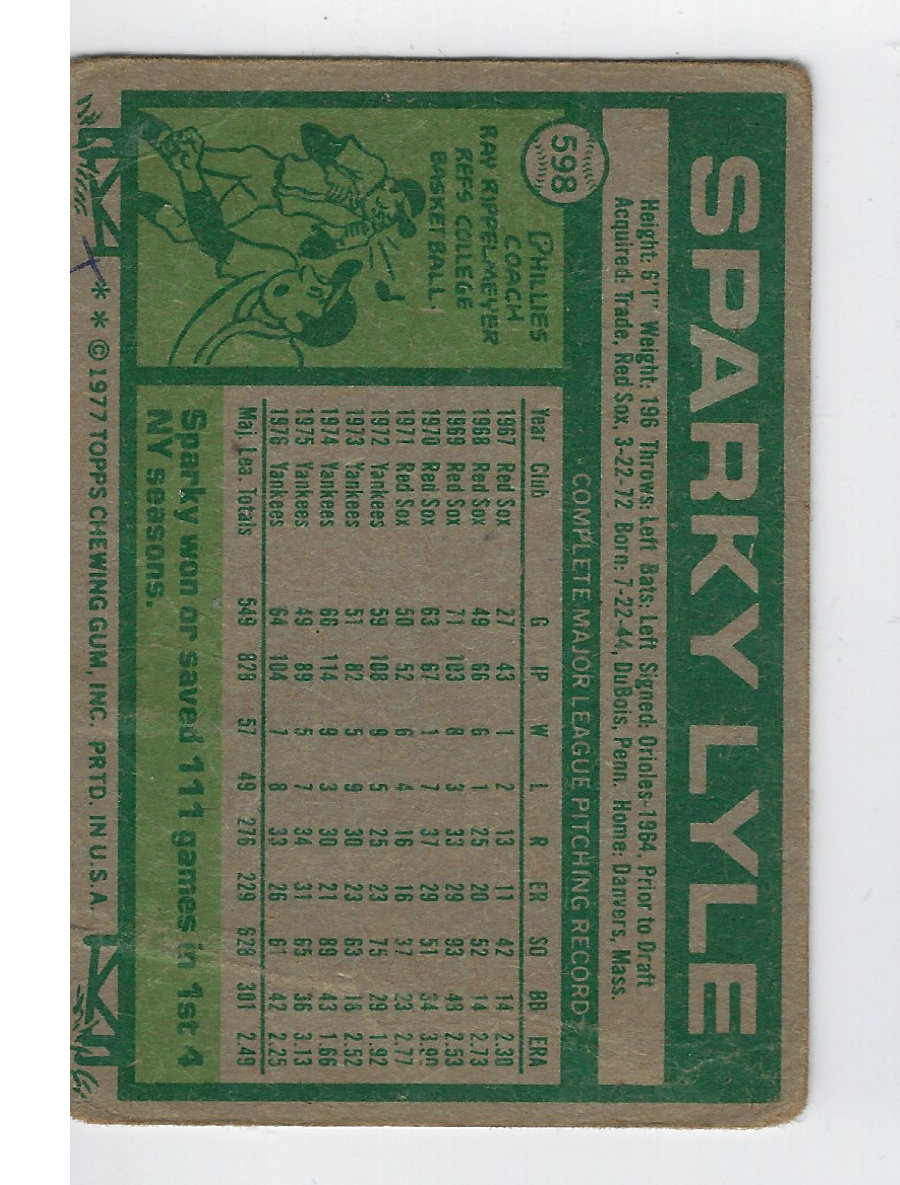 SPARKY LYLE
Height: 6'1" Weight: 196 Throws: Left Bats: Left Signed: Orioles-1964, Prior to Draft
Acquired: Trade, Red Sox, 3-22-72 Born: 7-22-44, DuBois, Penn. Home: Danvers, Mass.
598
COMPLETE MAJOR LEAGUE PITCHING RECORD
PHILLIES
COACH
RAY RIPPELMEYER
REFS COLLEGE
BASKETBALL.
Year Club G IP W L R ER SO BB ERA
1967 Red Sox 27 43 1 2 13 11 42 14 2.30
1968 Red Sox 49 66 6 1 25 20 52 14 2.73
1969 Red Sox 71 103 8 3 33 29 93 48 2.53
1970 Red Sox 63 67 1 7 37 29 51 34 3.90
1971 Red Sox 50 52 6 4 16 16 37 23 2.77
1972 Yankees 59 108 9 5 25 23 75 29 1.92
1973 Yankees 51 82 5 9 30 23 63 18 2.52
1974 Yankees 66 114 9 3 30 21 89 43 1.66
1975 Yankees 49 89 5 7 34 31 65 36 3.13
1976 Yankees 64 104 7 8 33 26 61 42 2.25
Maj. Lea. Totals 549 829 57 49 276 229 628 301 2.49
Sparky won or saved 111 games in 1st 4
NY seasons.
* * © 1977 TOPPS CHEWING GUM, INC. PRTD. IN U.S.A.